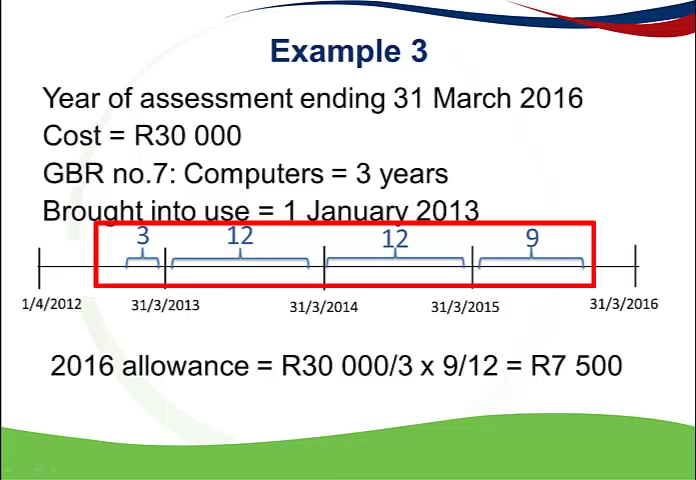 Example 3
Year of assessment ending 31 March 2016
Cost = R30 000
GBR no.7: Computers = 3 years
Brought into use = 1 January 2013
3 12 12 9
1/4/2012 31/3/2013 31/3/2014 31/3/2015 31/3/2016
2016 allowance = R30 000/3 x 9/12 = R7 500